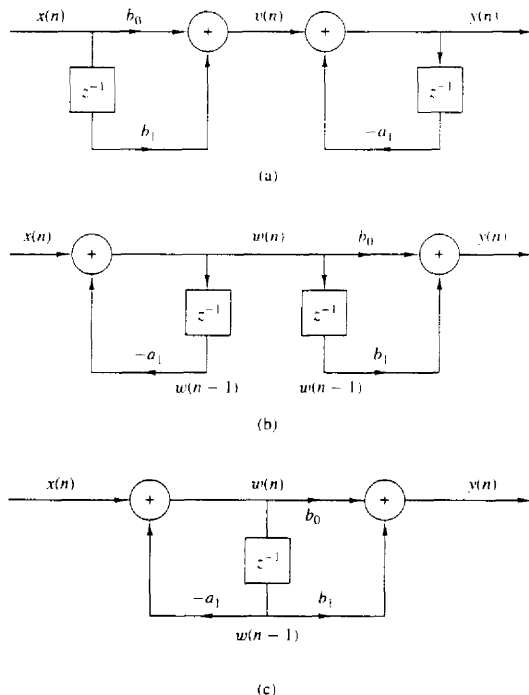 x(n) b₀ v(n) y(n)
+ +
z⁻¹ z⁻¹
b₁ −a₁
(a)
x(n) w(n) b₀ y(n)
+ +
z⁻¹ z⁻¹
−a₁ b₁
w(n − 1) w(n − 1)
(b)
x(n) w(n) y(n)
+ +
b₀
z⁻¹
−a₁ b₁
w(n − 1)
(c)